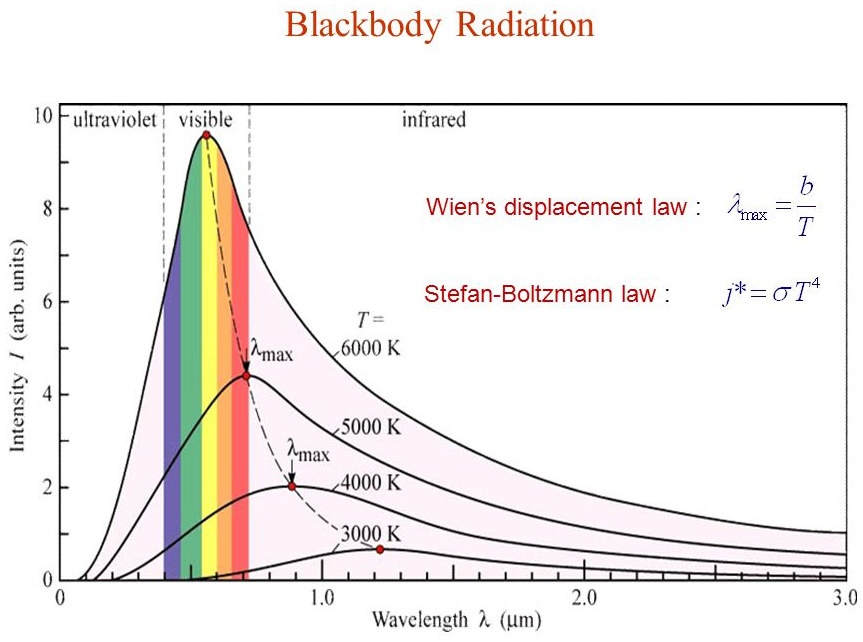 Blackbody Radiation
ultraviolet visible infrared
Wien's displacement law : λmax = b/T
Stefan-Boltzmann law : j* = σT⁴
T =
6000 K
λmax
5000 K
λmax
4000 K
3000 K
Intensity I (arb. units)
10
8
6
4
2
0
0 1.0 2.0 3.0
Wavelength λ (μm)